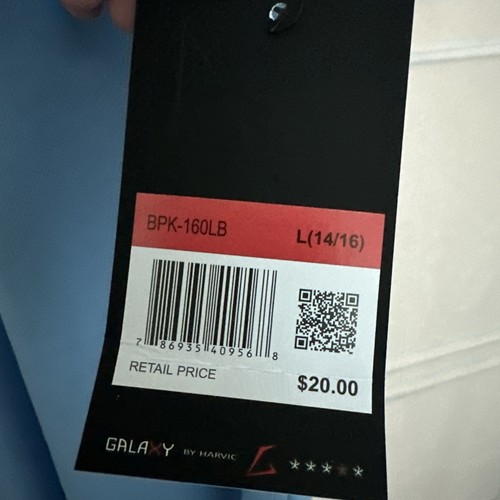 BPK-160LB
L(14/16)
7 86935 40956 8
RETAIL PRICE
$20.00
GALAXY BY HARVIC